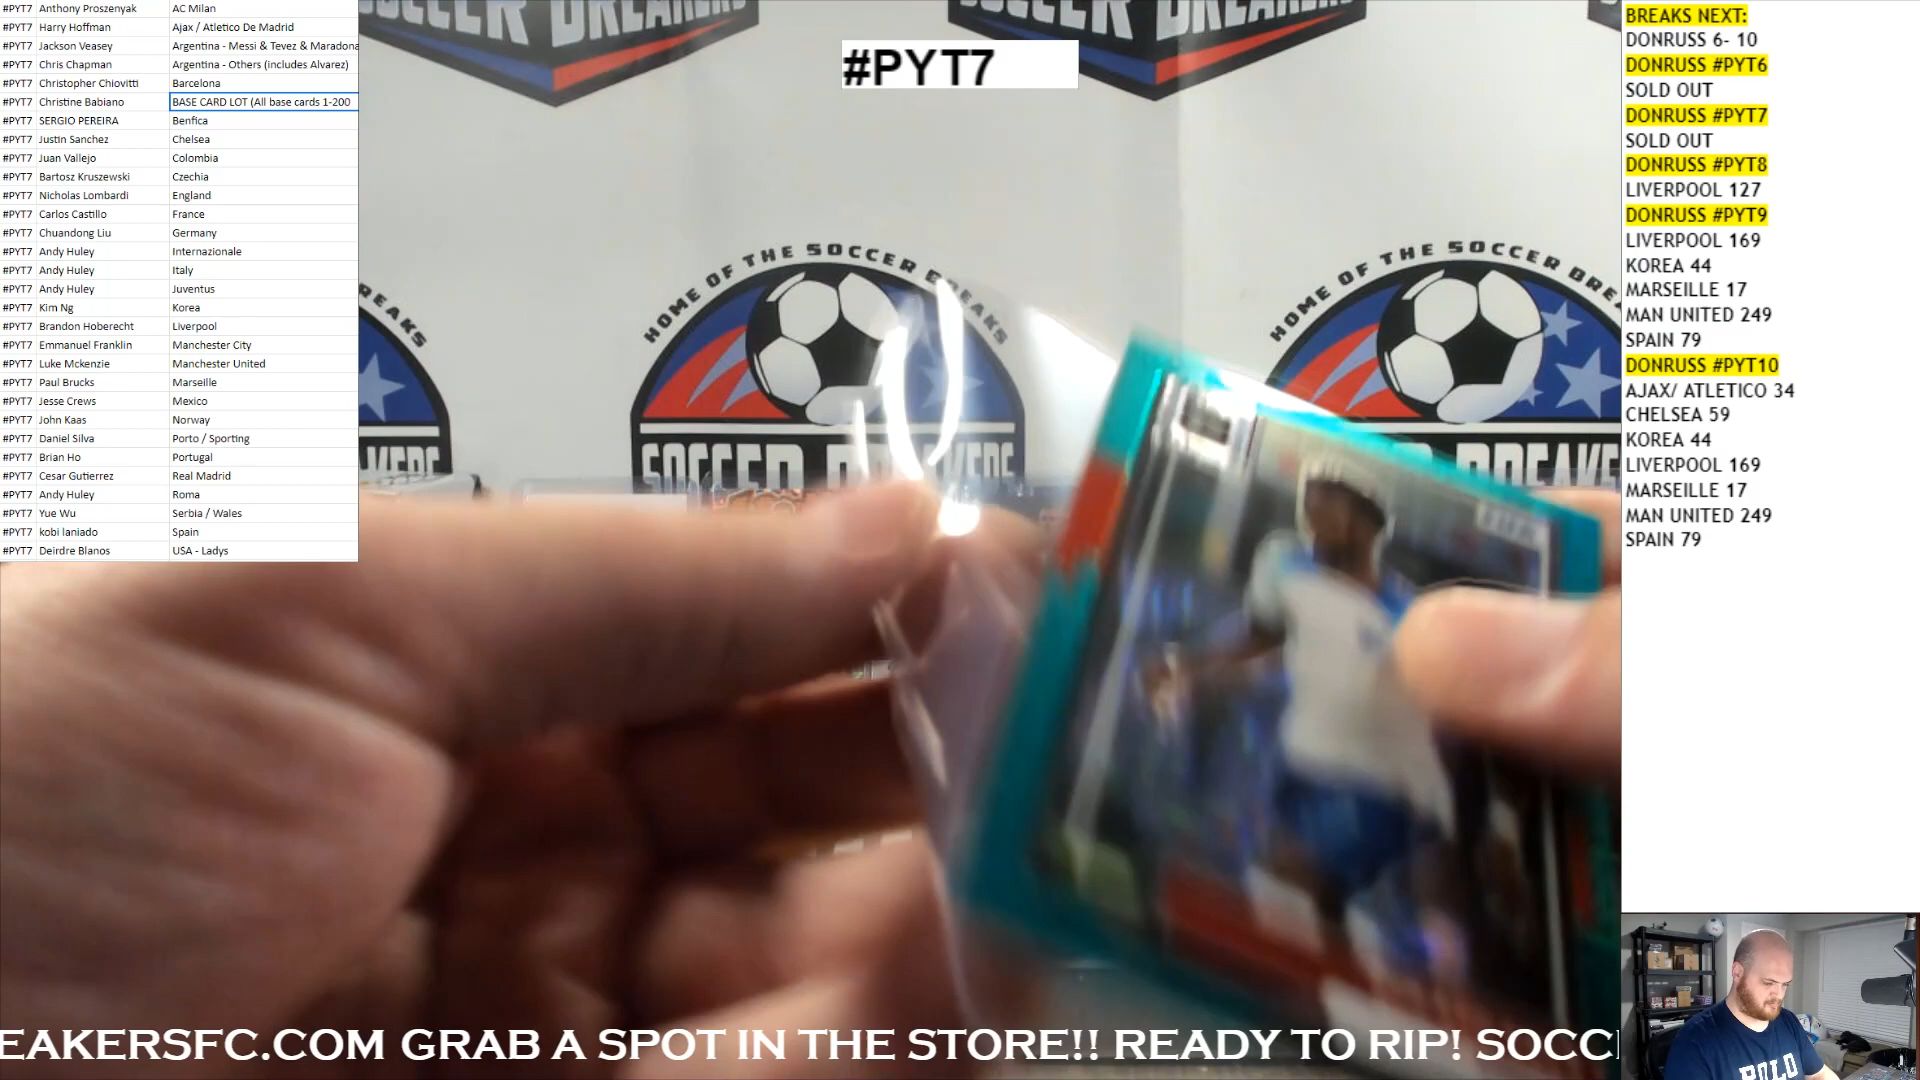 #PYT7 Anthony Proszenyak AC Milan
#PYT7 Harry Hoffman Ajax / Atletico De Madrid
#PYT7 Jackson Veasey Argentina - Messi & Tevez & Maradona
#PYT7 Chris Chapman Argentina - Others (includes Alvarez)
#PYT7 Christopher Chiovitti Barcelona
#PYT7 Christine Babiano BASE CARD LOT (All base cards 1-200
#PYT7 SERGIO PEREIRA Benfica
#PYT7 Justin Sanchez Chelsea
#PYT7 Juan Vallejo Colombia
#PYT7 Bartosz Kruszewski Czechia
#PYT7 Nicholas Lombardi England
#PYT7 Carlos Castillo France
#PYT7 Chuandong Liu Germany
#PYT7 Andy Huley Internazionale
#PYT7 Andy Huley Italy
#PYT7 Andy Huley Juventus
#PYT7 Kim Ng Korea
#PYT7 Brandon Hoberecht Liverpool
#PYT7 Emmanuel Franklin Manchester City
#PYT7 Luke Mckenzie Manchester United
#PYT7 Paul Brucks Marseille
#PYT7 Jesse Crews Mexico
#PYT7 John Kaas Norway
#PYT7 Daniel Silva Porto / Sporting
#PYT7 Brian Ho Portugal
#PYT7 Cesar Gutierrez Real Madrid
#PYT7 Andy Huley Roma
#PYT7 Yue Wu Serbia / Wales
#PYT7 kobi laniado Spain
#PYT7 Deirdre Blanos USA - Ladys
SOCCER BREAKERS
#PYT7
HOME OF THE SOCCER BREAKS
SOCCER BREAKERS
HOME OF THE SOCCER BREAKS
BREAKERS
REAKS
AKERS
BREAKS NEXT:
DONRUSS 6- 10
DONRUSS #PYT6
SOLD OUT
DONRUSS #PYT7
SOLD OUT
DONRUSS #PYT8
LIVERPOOL 127
DONRUSS #PYT9
LIVERPOOL 169
KOREA 44
MARSEILLE 17
MAN UNITED 249
SPAIN 79
DONRUSS #PYT10
AJAX/ ATLETICO 34
CHELSEA 59
KOREA 44
LIVERPOOL 169
MARSEILLE 17
MAN UNITED 249
SPAIN 79
POLO
EAKERSFC.COM GRAB A SPOT IN THE STORE!! READY TO RIP! SOCC